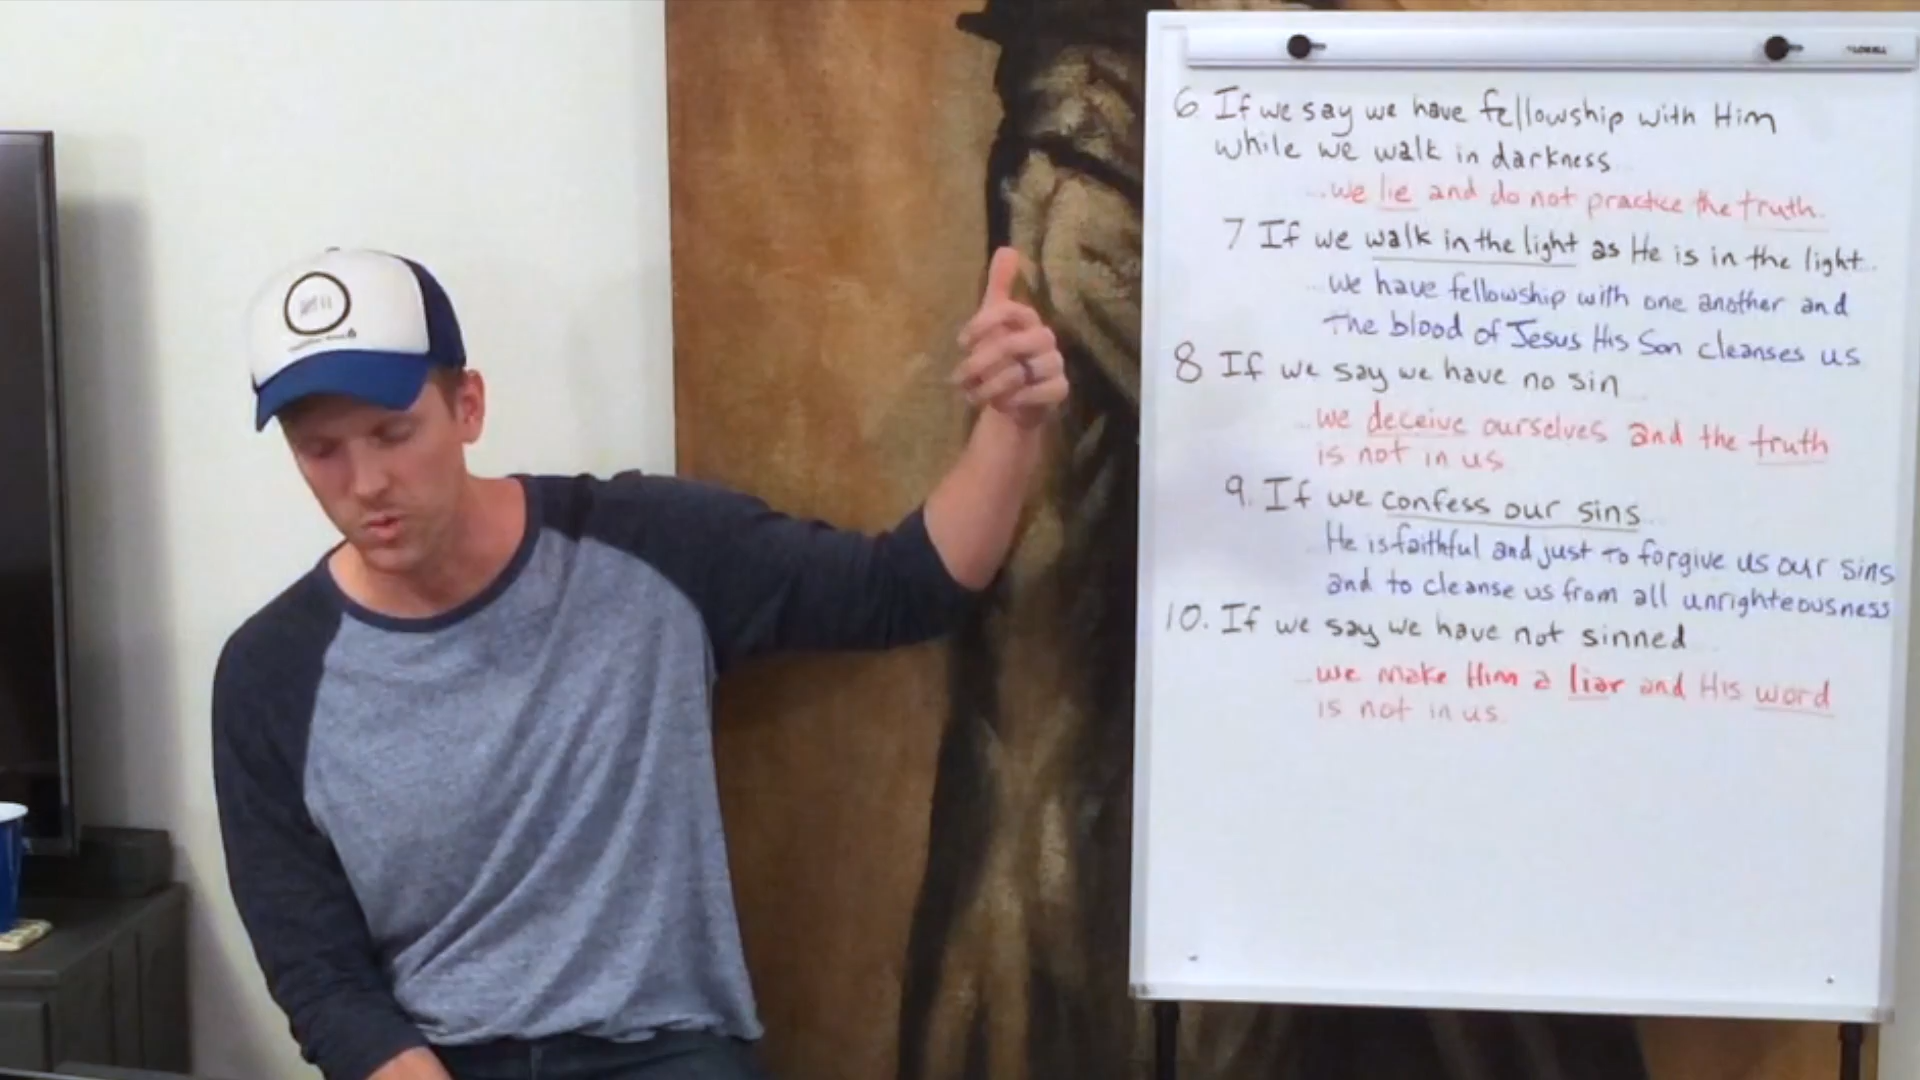 6. If we say we have fellowship with Him
while we walk in darkness
...we lie and do not practice the truth.
7 If we walk in the light as He is in the light...
...we have fellowship with one another and
The blood of Jesus His Son cleanses us
8 If we say we have no sin...
...we deceive ourselves and the truth
is not in us
9. If we confess our sins...
...He is faithful and just to forgive us our sins
and to cleanse us from all unrighteousness
10. If we say we have not sinned...
...we make Him a liar and His word
is not in us.